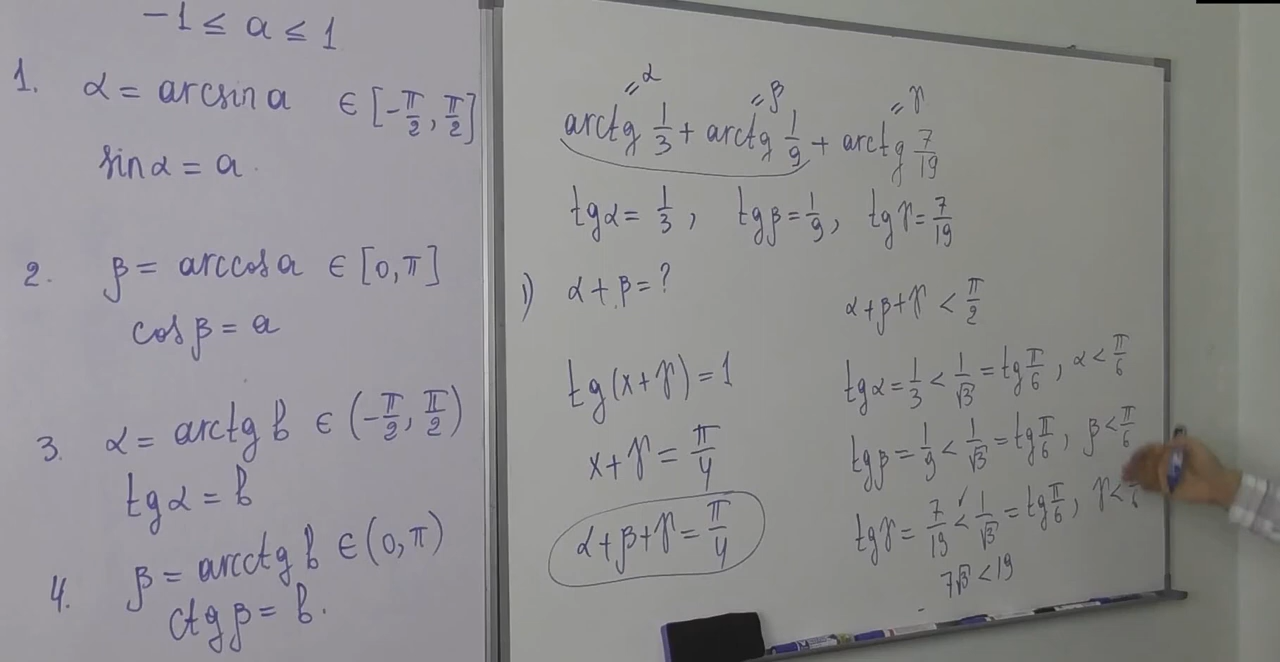 -1 ≤ a ≤ 1
1. α = arcsin a ∈ [-π/2, π/2]
sin α = a.
2. β = arccos a ∈ [0, π]
cos β = a
3. α = arctg b ∈ (-π/2, π/2)
tg α = b
4. β = arcctg b ∈ (0, π)
ctg β = b.
= α = β = γ
arctg 1/3 + arctg 1/9 + arctg 7/19
tg α = 1/3, tg β = 1/9, tg γ = 7/19
1) α + β = ?
tg(x + γ) = 1
x + γ = π/4
α + β + γ = π/4
α + β + γ < π/2
tg α = 1/3 < 1/√3 = tg π/6, α < π/6
tg β = 1/9 < 1/√3 = tg π/6, β < π/6
tg γ = 7/19 < 1/√3 = tg π/6, γ <
7√3 < 19